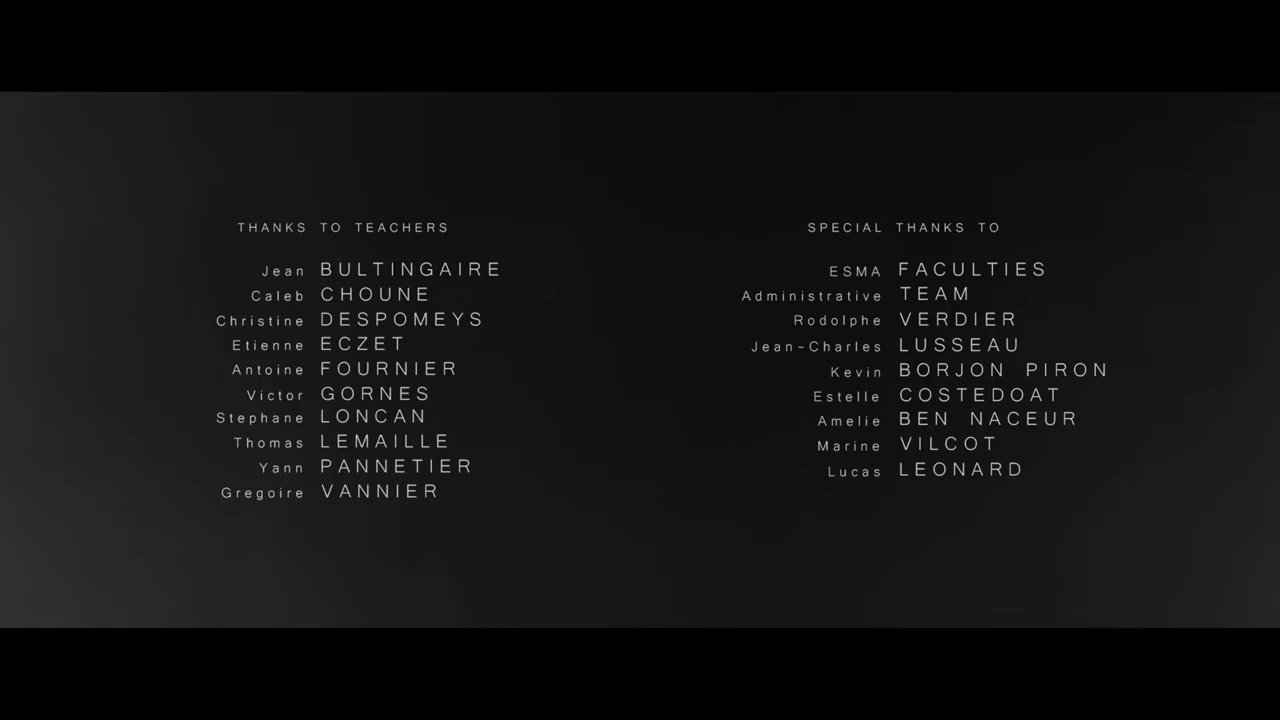 THANKS TO TEACHERS
Jean BULTINGAIRE
Caleb CHOUNE
Christine DESPOMEYS
Etienne ECZET
Antoine FOURNIER
Victor GORNES
Stephane LONCAN
Thomas LEMAILLE
Yann PANNETIER
Gregoire VANNIER
SPECIAL THANKS TO
ESMA FACULTIES
Administrative TEAM
Rodolphe VERDIER
Jean-Charles LUSSEAU
Kevin BORJON PIRON
Estelle COSTEDOAT
Amelie BEN NACEUR
Marine VILCOT
Lucas LEONARD